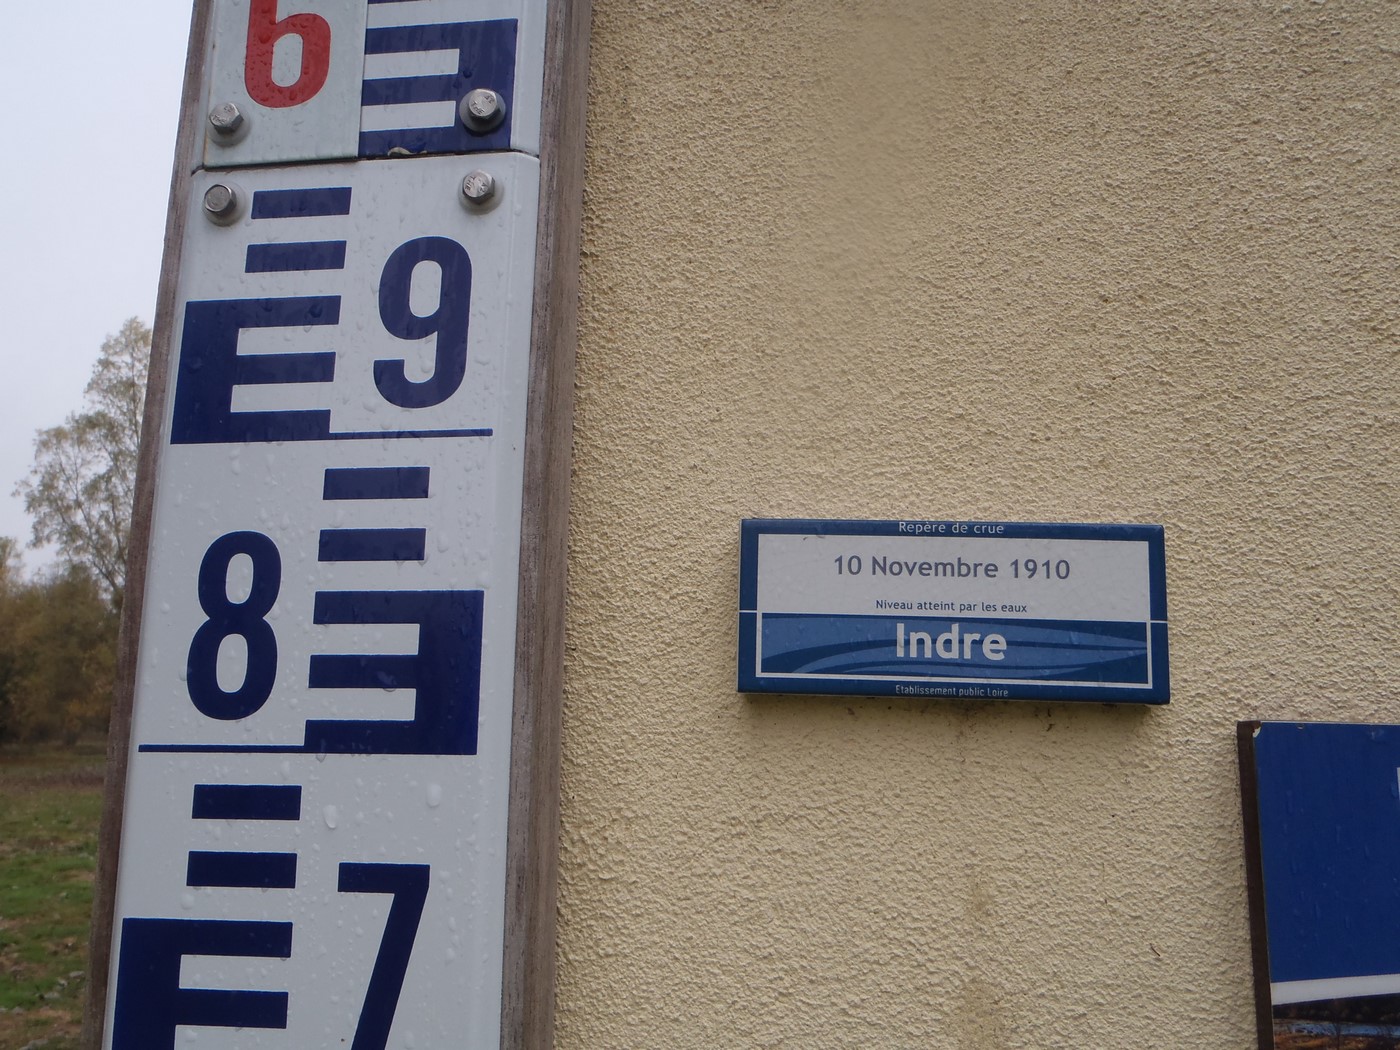 6
9
8
7
Repère de crue
10 Novembre 1910
Niveau atteint par les eaux
Indre
Etablissement public Loire